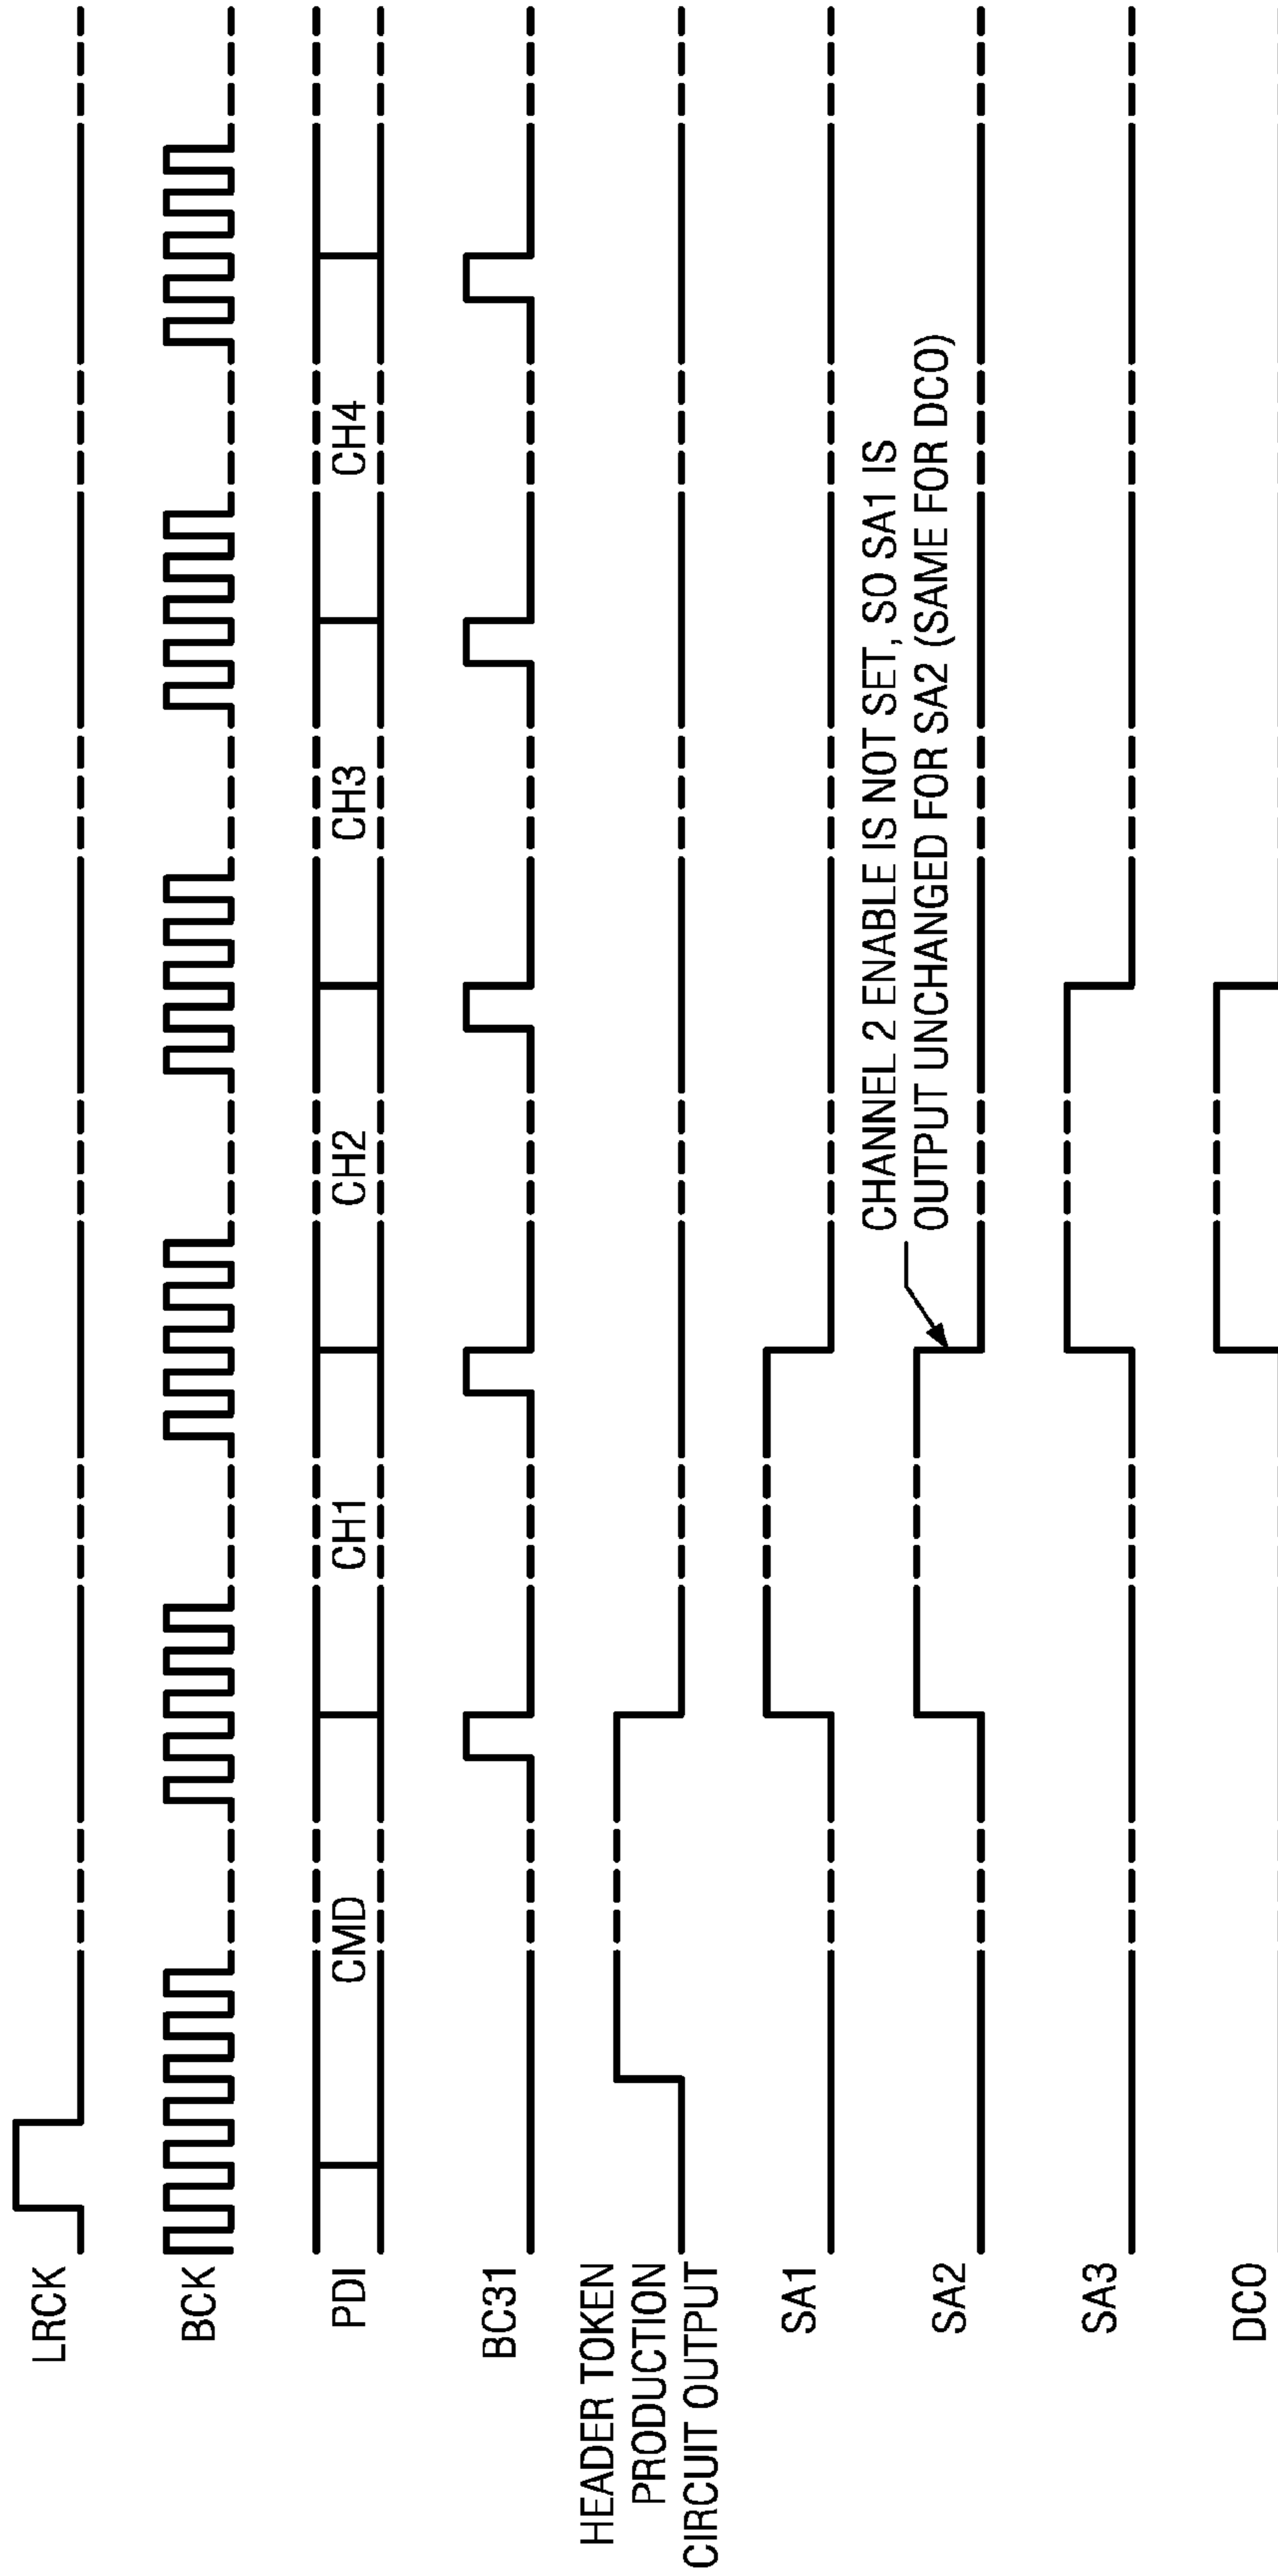 LRCK
BCK
PDI
CMD
CH1
CH2
CH3
CH4
BC31
HEADER TOKEN
PRODUCTION
CIRCUIT OUTPUT
SA1
CHANNEL 2 ENABLE IS NOT SET, SO SA1 IS
OUTPUT UNCHANGED FOR SA2 (SAME FOR DCO)
SA2
SA3
DCO